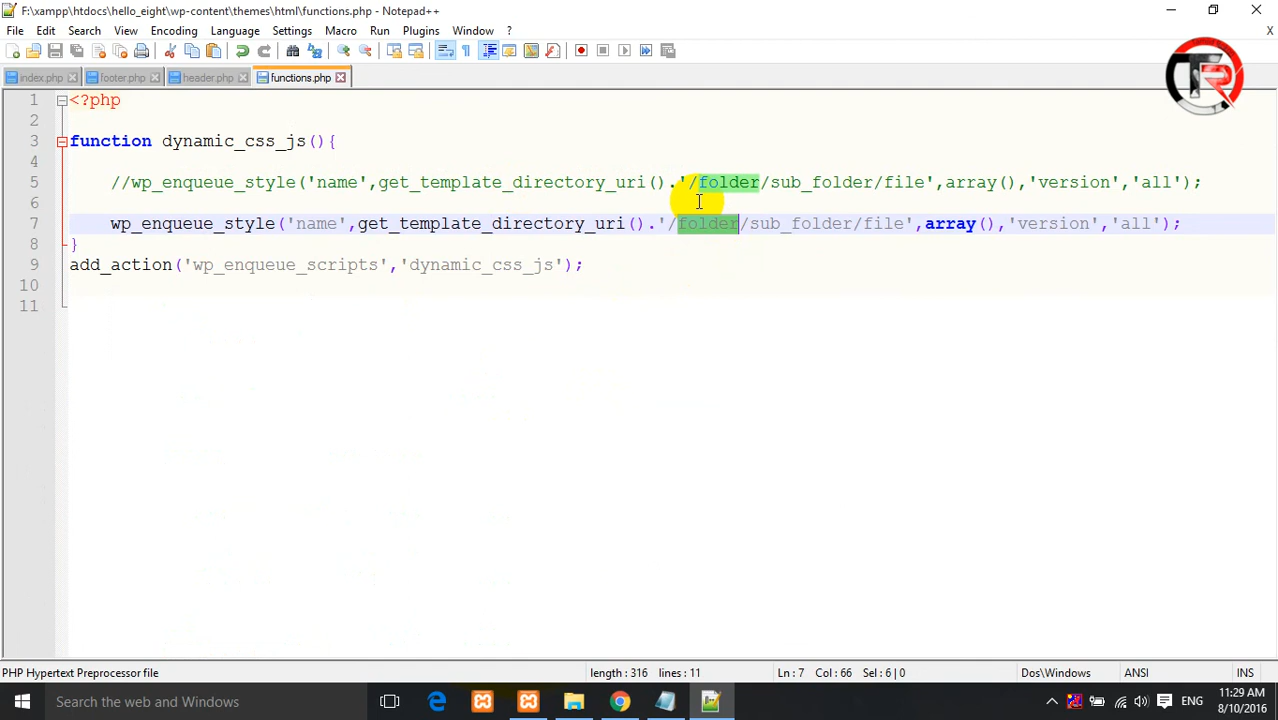 F:\xampp\htdocs\hello_eight\wp-content\themes\html\functions.php - Notepad++
File Edit Search View Encoding Language Settings Macro Run Plugins Window ? X
index.php footer.php header.php functions.php
TR
1 <?php
2
3 function dynamic_css_js(){
4
5 //wp_enqueue_style('name',get_template_directory_uri().'/folder/sub_folder/file',array(),'version','all');
6
7 wp_enqueue_style('name',get_template_directory_uri().'/folder/sub_folder/file',array(),'version','all');
8 }
9 add_action('wp_enqueue_scripts','dynamic_css_js');
10
11
PHP Hypertext Preprocessor file length : 316 lines : 11 Ln : 7 Col : 66 Sel : 6 | 0 Dos\Windows ANSI INS
Search the web and Windows ENG 11:29 AM
8/10/2016